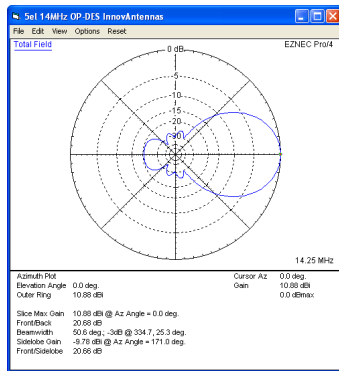 5el 14MHz OP-DES InnovAntennas
File Edit View Options Reset
Total Field
EZNEC Pro/4
0 dB
-5
-10
-15
-20
-30
14.25 MHz
Azimuth Plot
Elevation Angle 0.0 deg.
Outer Ring 10.88 dBi
Cursor Az 0.0 deg.
Gain 10.88 dBi
0.0 dBmax
Slice Max Gain 10.88 dBi @ Az Angle = 0.0 deg.
Front/Back 20.68 dB
Beamwidth 50.6 deg.; -3dB @ 334.7, 25.3 deg.
Sidelobe Gain -9.78 dBi @ Az Angle = 171.0 deg.
Front/Sidelobe 20.66 dB